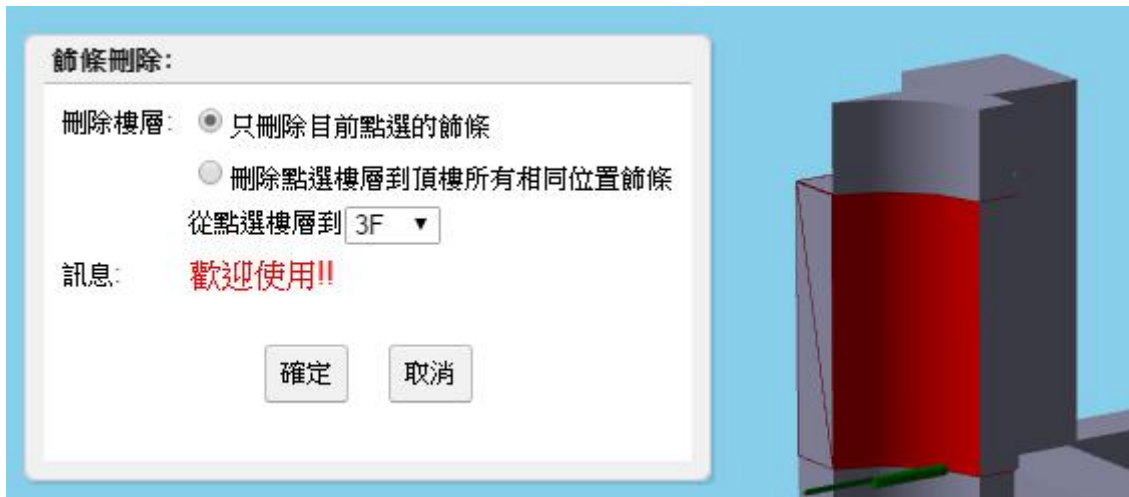 飾條刪除:
刪除樓層: 只刪除目前點選的飾條
刪除點選樓層到頂樓所有相同位置飾條
從點選樓層到 3F
訊息: 歡迎使用!!
確定 取消